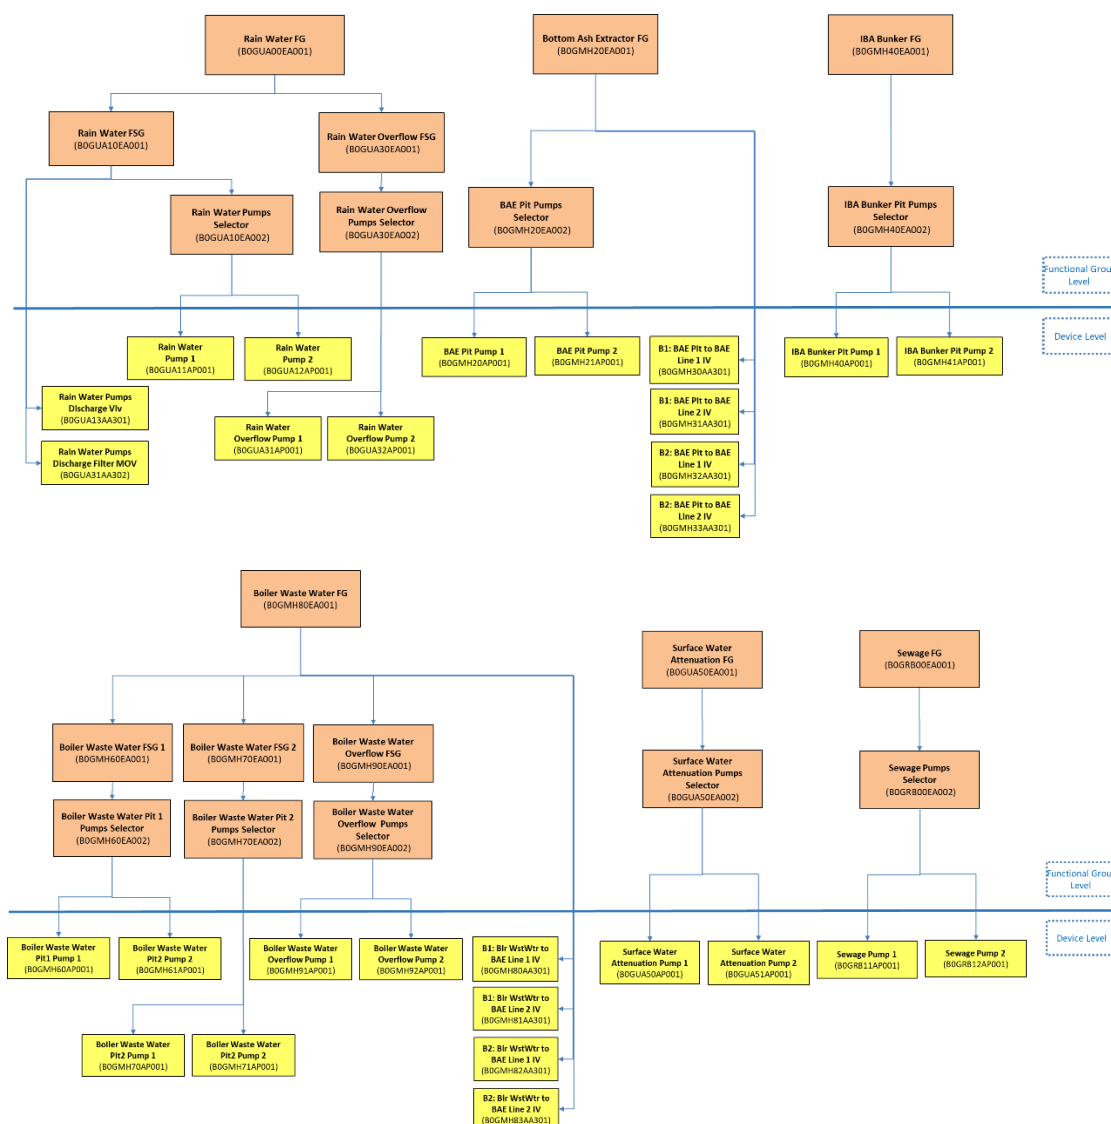 Rain Water FG
(B0GUA00EA001)
Bottom Ash Extractor FG
(B0GMH20EA001)
IBA Bunker FG
(B0GMH40EA001)
Rain Water FSG
(B0GUA10EA001)
Rain Water Overflow FSG
(B0GUA30EA001)
Rain Water Pumps
Selector
(B0GUA10EA002)
Rain Water Overflow
Pumps Selector
(B0GUA30EA002)
BAE Pit Pumps
Selector
(B0GMH20EA002)
IBA Bunker Pit Pumps
Selector
(B0GMH40EA002)
Functional Grou
Level
Device Level
Rain Water
Pump 1
(B0GUA11AP001)
Rain Water
Pump 2
(B0GUA12AP001)
BAE Pit Pump 1
(B0GMH20AP001)
BAE Pit Pump 2
(B0GMH21AP001)
B1: BAE Pit to BAE
Line 1 IV
(B0GMH30AA301)
IBA Bunker Pit Pump 1
(B0GMH40AP001)
IBA Bunker Pit Pump 2
(B0GMH41AP001)
Rain Water Pumps
Discharge Vlv
(B0GUA13AA301)
B1: BAE Pit to BAE
Line 2 IV
(B0GMH31AA301)
Rain Water
Overflow Pump 1
(B0GUA31AP001)
Rain Water
Overflow Pump 2
(B0GUA32AP001)
Rain Water Pumps
Discharge Filter MOV
(B0GUA31AA302)
B2: BAE Pit to BAE
Line 1 IV
(B0GMH32AA301)
B2: BAE Pit to BAE
Line 2 IV
(B0GMH33AA301)
Boiler Waste Water FG
(B0GMH80EA001)
Surface Water
Attenuation FG
(B0GUA50EA001)
Sewage FG
(B0GRB00EA001)
Boiler Waste Water FSG 1
(B0GMH60EA001)
Boiler Waste Water FSG 2
(B0GMH70EA001)
Boiler Waste Water
Overflow FSG
(B0GMH90EA001)
Surface Water
Attenuation Pumps
Selector
(B0GUA50EA002)
Sewage Pumps
Selector
(B0GRB00EA002)
Boiler Waste Water Pit 1
Pumps Selector
(B0GMH60EA002)
Boiler Waste Water Pit 2
Pumps Selector
(B0GMH70EA002)
Boiler Waste Water
Overflow Pumps
Selector
(B0GMH90EA002)
Functional Grou
Level
Device Level
Boiler Waste Water
Pit1 Pump 1
(B0GMH60AP001)
Boiler Waste Water
Pit2 Pump 2
(B0GMH61AP001)
Boiler Waste Water
Overflow Pump 1
(B0GMH91AP001)
Boiler Waste Water
Overflow Pump 2
(B0GMH92AP001)
B1: Blr WstWtr to
BAE Line 1 IV
(B0GMH80AA301)
Surface Water
Attenuation Pump 1
(B0GUA50AP001)
Surface Water
Attenuation Pump 2
(B0GUA51AP001)
Sewage Pump 1
(B0GRB11AP001)
Sewage Pump 2
(B0GRB12AP001)
B1: Blr WstWtr to
BAE Line 2 IV
(B0GMH81AA301)
Boiler Waste Water
Pit2 Pump 1
(B0GMH70AP001)
Boiler Waste Water
Pit2 Pump 2
(B0GMH71AP001)
B2: Blr WstWtr to
BAE Line 1 IV
(B0GMH82AA301)
B2: Blr WstWtr to
BAE Line 2 IV
(B0GMH83AA301)